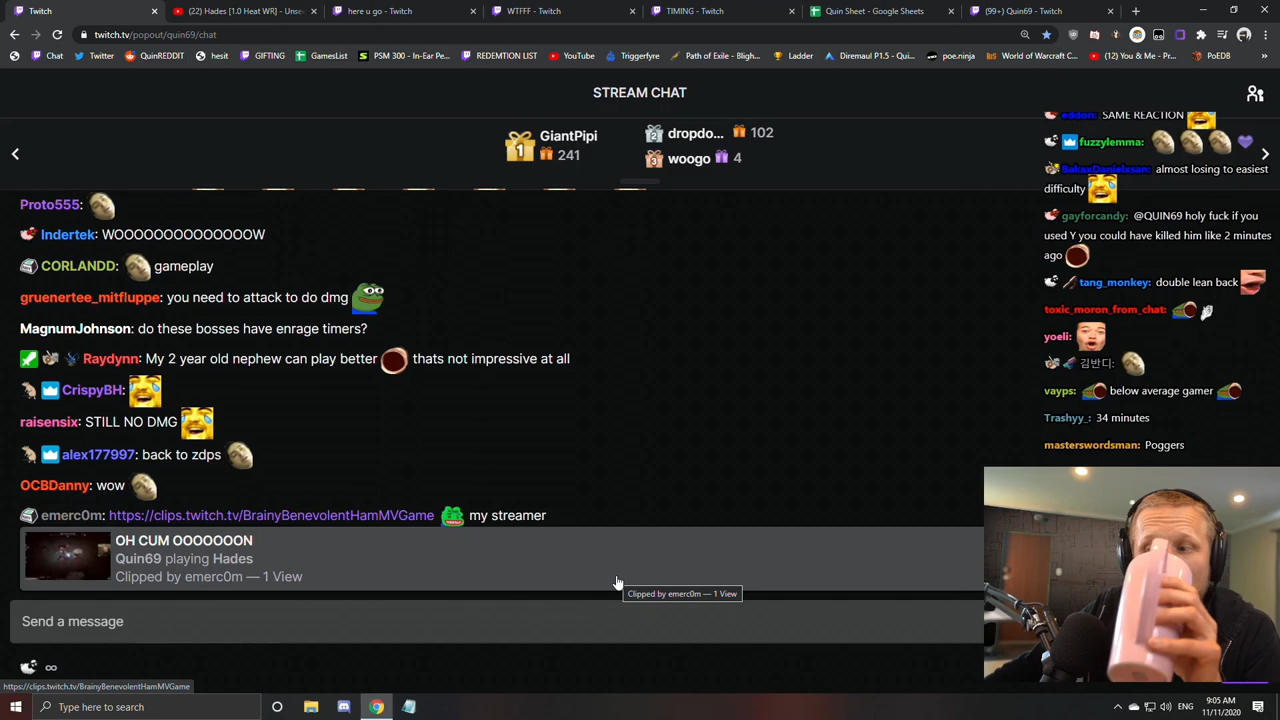 Twitch
(22) Hades [1.0 Heat WR] - Unse
here u go - Twitch
WTFFF - Twitch
TIMING - Twitch
Quin Sheet - Google Sheets
(99+) Quin69 - Twitch
twitch.tv/popout/quin69/chat
Chat
Twitter
QuinREDDIT
hesit
GIFTING
GamesList
PSM 300 - In-Ear Pe...
REDEMTION LIST
YouTube
Triggerfyre
Path of Exile - Bligh...
Ladder
Diremaul P1.5 - Qui...
poe.ninja
World of Warcraft C...
(12) You & Me - Pr...
PoEDB
STREAM CHAT
1 GiantPipi
241
2 dropdo... 102
3 woogo 4
Proto555:
Indertek: WOOOOOOOOOOOOOOW
CORLANDD: gameplay
gruenertee_mitfluppe: you need to attack to do dmg
MagnumJohnson: do these bosses have enrage timers?
Raydynn: My 2 year old nephew can play better thats not impressive at all
CrispyBH:
raisensix: STILL NO DMG
alex177997: back to zdps
OCBDanny: wow
emerc0m: https://clips.twitch.tv/BrainyBenevolentHamMVGame my streamer
OH CUM OOOOOOON
Quin69 playing Hades
Clipped by emerc0m — 1 View
Clipped by emerc0m — 1 View
Send a message
∞
eddon: SAME REACTION
fuzzylemma:
BakaxDanielxsan: almost losing to easiest
difficulty
gayforcandy: @QUIN69 holy fuck if you
used Y you could have killed him like 2 minutes
ago
tang_monkey: double lean back
toxic_moron_from_chat:
yoeli:
김반디:
vayps: below average gamer
Trashyy_: 34 minutes
masterswordsman: Poggers
https://clips.twitch.tv/BrainyBenevolentHamMVGame
Type here to search
ENG
9:05 AM
11/11/2020